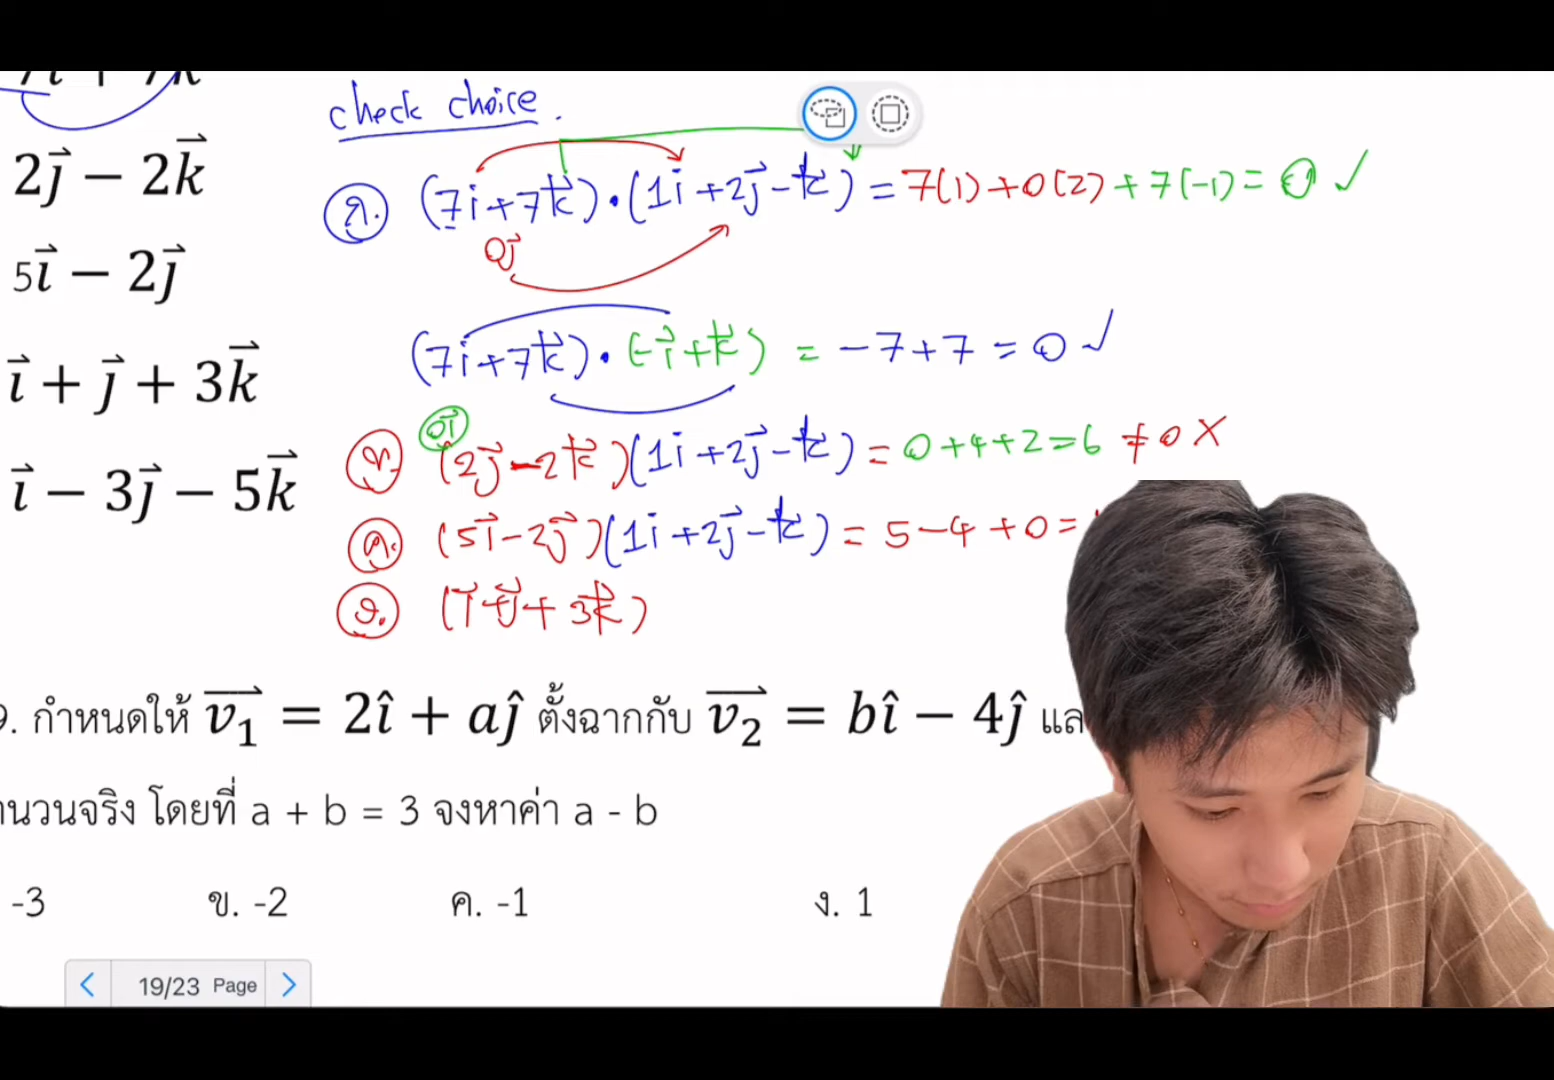 7i + 7k
check choice.
2j⃗ − 2k⃗
ก. (7i + 7k⃗) · (1i + 2j⃗ − k⃗) = 7(1) + 0(2) + 7(-1) = 0 ✓
0j⃗
5i⃗ − 2j⃗
(7i + 7k⃗) · (-i⃗ + k⃗) = -7 + 7 = 0 ✓
i⃗ + j⃗ + 3k⃗
0i⃗
ข. (2j⃗ − 2k⃗)(1i + 2j⃗ − k⃗) = 0 + 4 + 2 = 6 ≠ 0 ×
i⃗ − 3j⃗ − 5k⃗
ค. (5i⃗ − 2j⃗)(1i + 2j⃗ − k⃗) = 5 − 4 + 0 =
ง. (i⃗ + j⃗ + 3k⃗)
9. กำหนดให้ v₁⃗ = 2î + aĵ ตั้งฉากกับ v₂⃗ = bî − 4ĵ แล
นวนจริง โดยที่ a + b = 3 จงหาค่า a - b
-3 ข. -2 ค. -1 ง. 1
19/23 Page